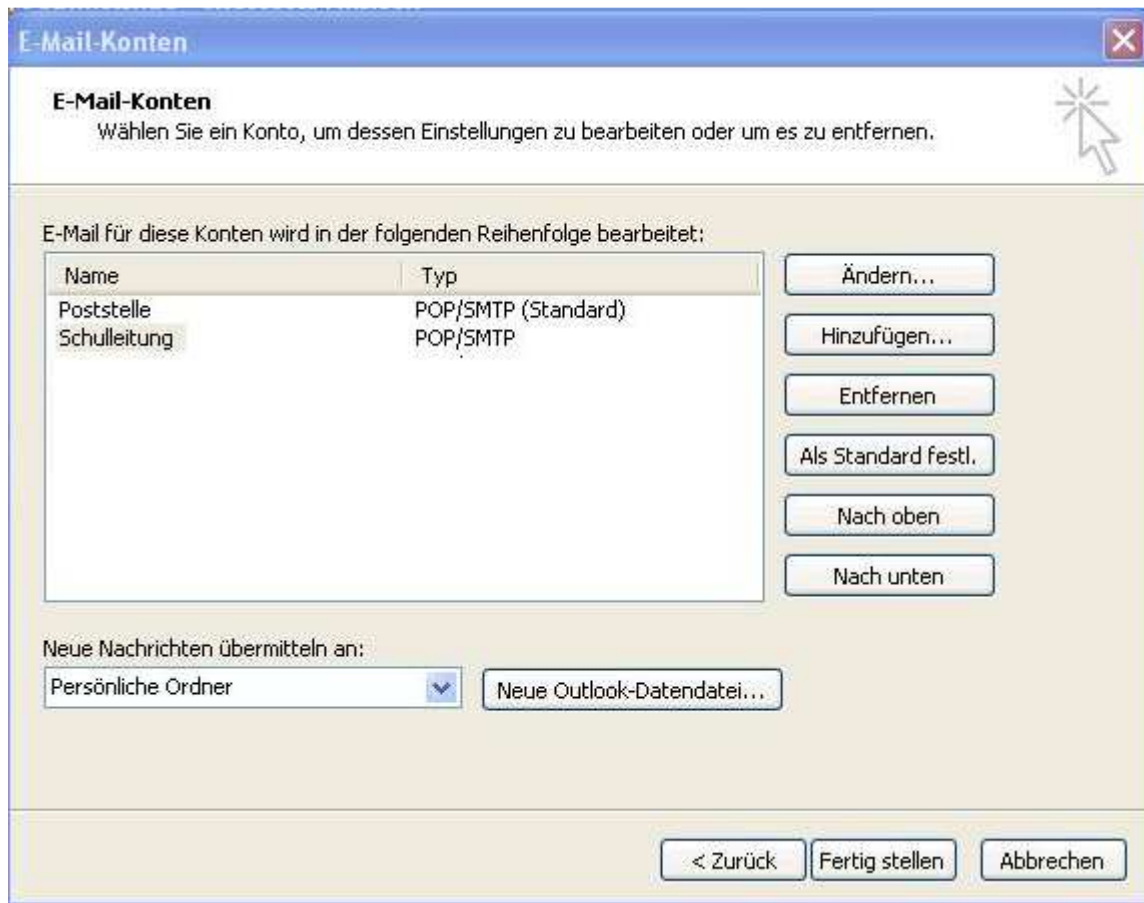 E-Mail-Konten
E-Mail-Konten
Wählen Sie ein Konto, um dessen Einstellungen zu bearbeiten oder um es zu entfernen.
E-Mail für diese Konten wird in der folgenden Reihenfolge bearbeitet:
Name Typ
Poststelle POP/SMTP (Standard)
Schulleitung POP/SMTP
Ändern...
Hinzufügen...
Entfernen
Als Standard festl.
Nach oben
Nach unten
Neue Nachrichten übermitteln an:
Persönliche Ordner Neue Outlook-Datendatei...
< Zurück Fertig stellen Abbrechen